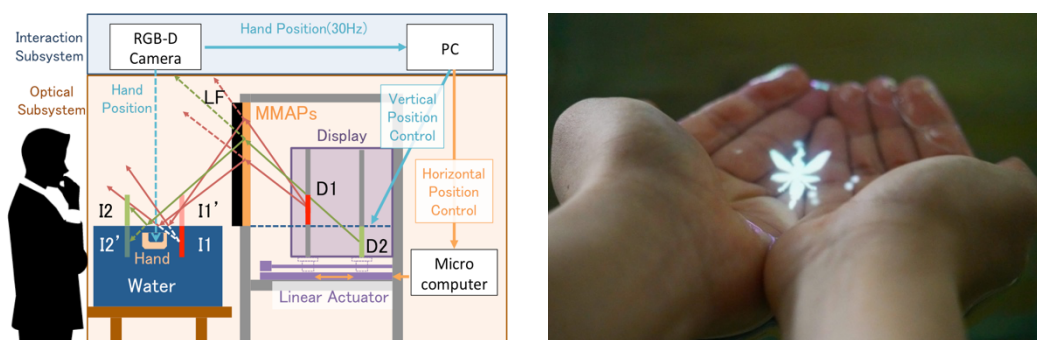 Interaction
Subsystem
RGB-D
Camera
Hand Position(30Hz)
PC
Optical
Subsystem
Hand
Position
LF
MMAPs
Vertical
Position
Control
Display
D1
Horizontal
Position
Control
I2
I1'
D2
I2'
I1
Hand
Water
Micro
computer
Linear Actuator